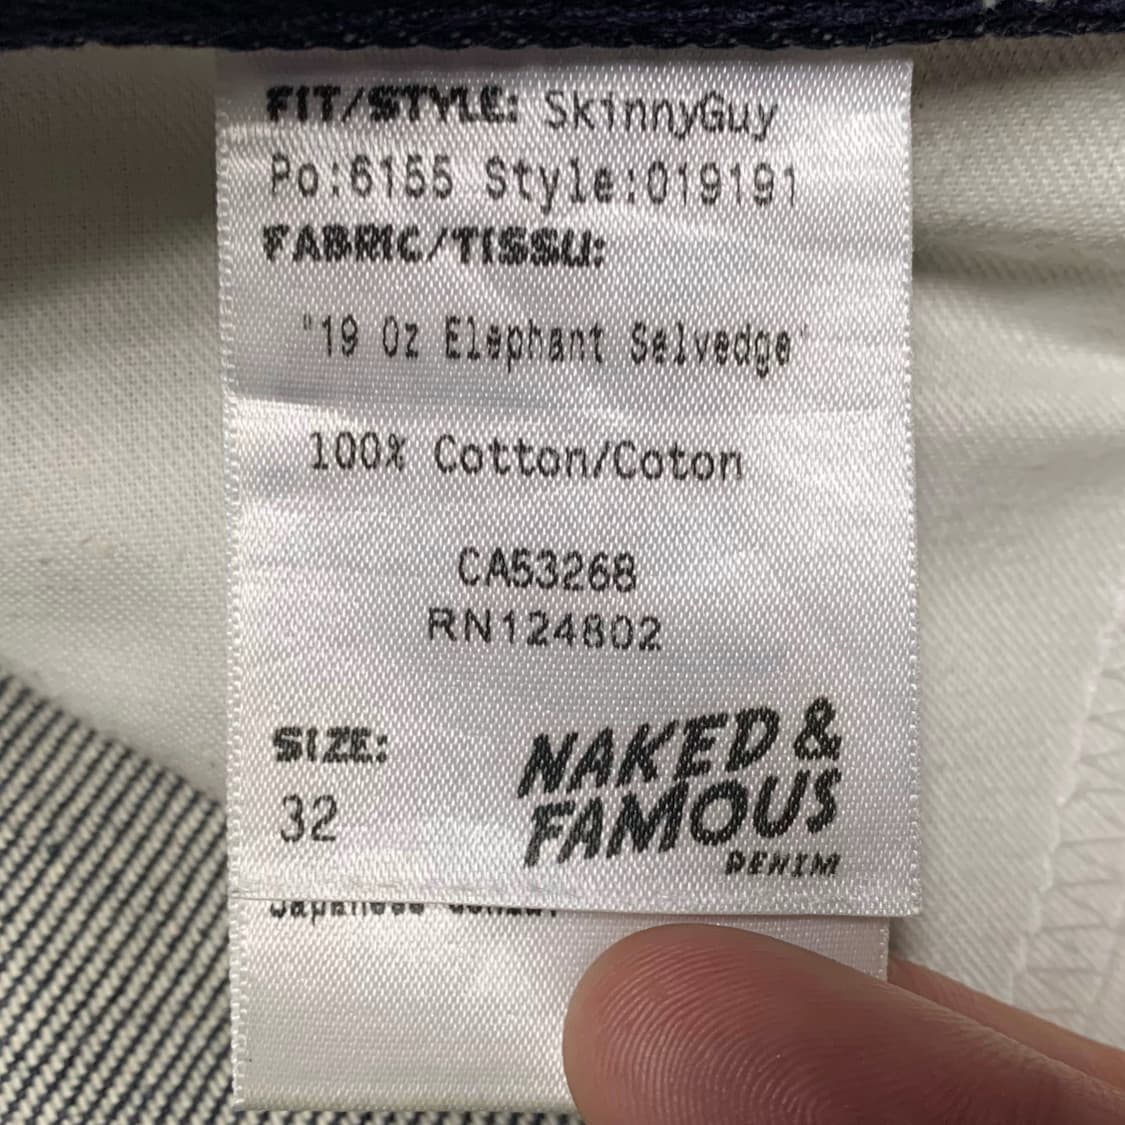 FIT/STYLE: SkinnyGuy
Po:6155 Style:019191
FABRIC/TISSU:
"19 Oz Elephant Selvedge"
100% Cotton/Coton
CA53268
RN124802
SIZE:
32
NAKED &
FAMOUS
DENIM
Japanese